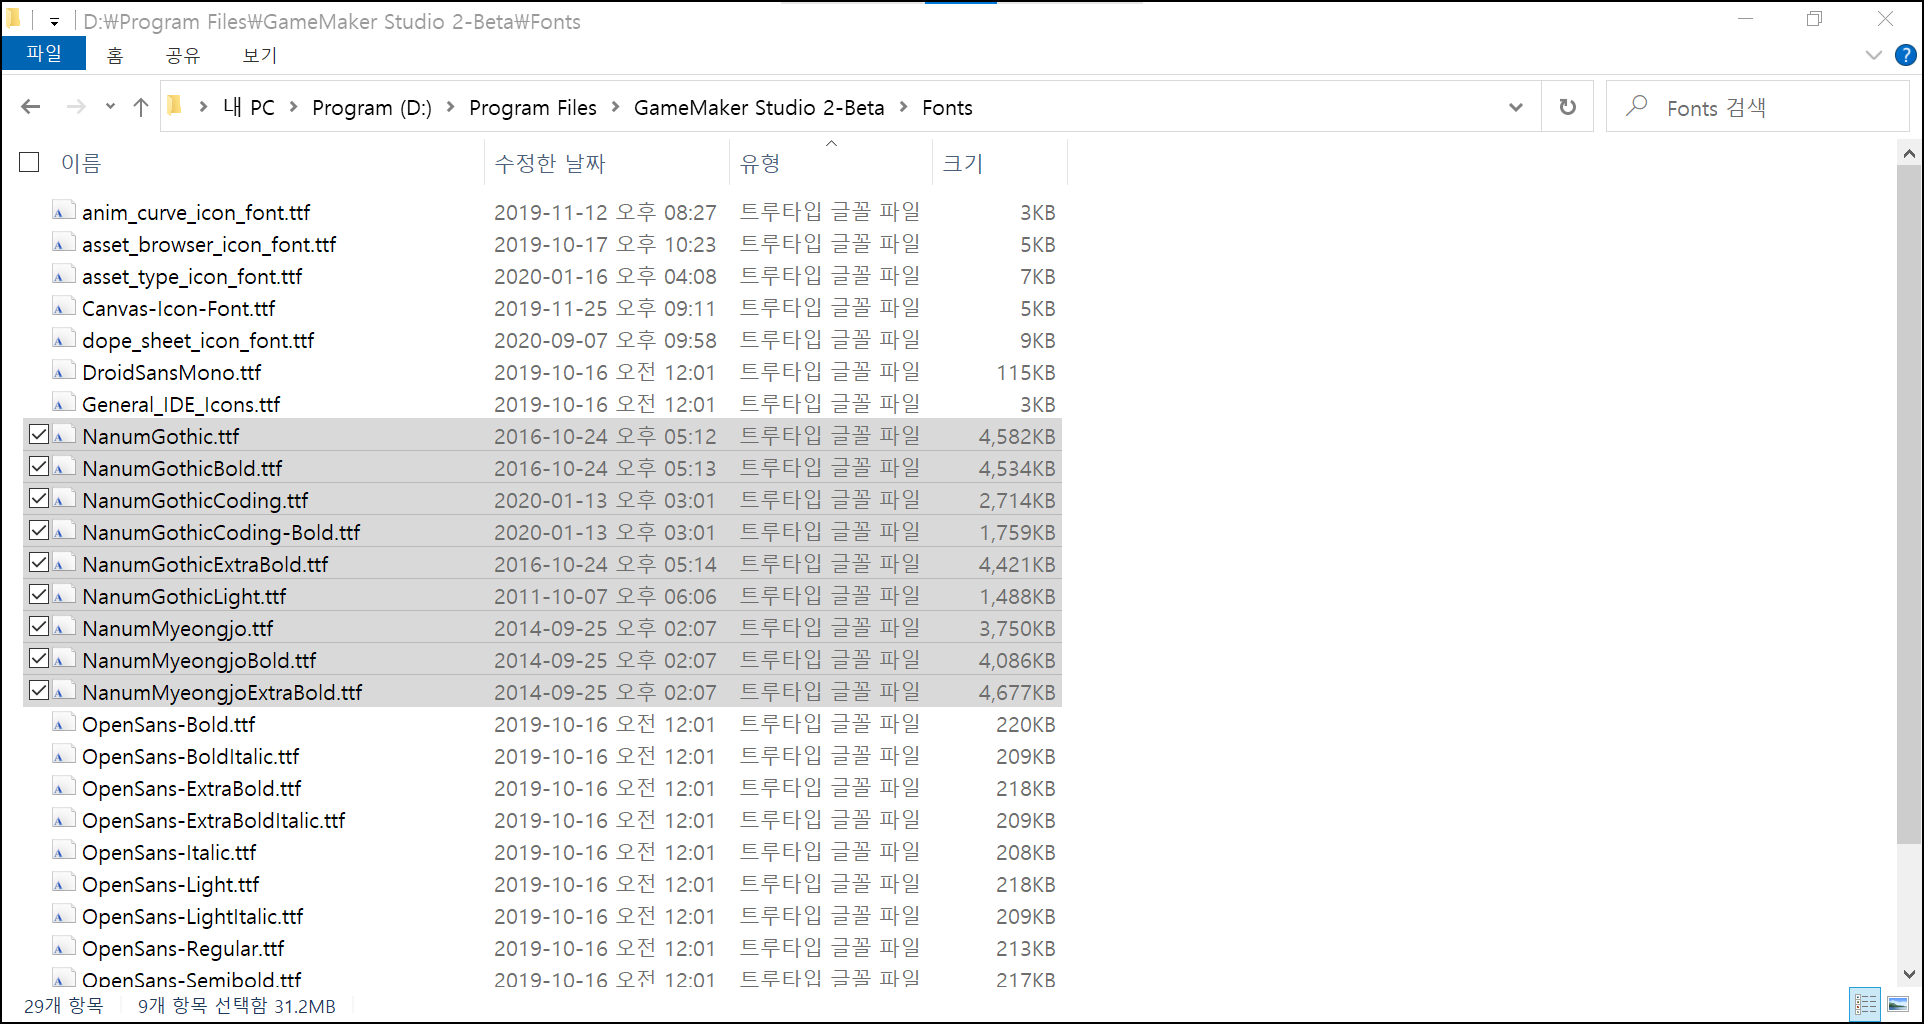 D:₩Program Files₩GameMaker Studio 2-Beta₩Fonts
파일 홈 공유 보기
내 PC Program (D:) Program Files GameMaker Studio 2-Beta Fonts Fonts 검색
이름 수정한 날짜 유형 크기
anim_curve_icon_font.ttf 2019-11-12 오후 08:27 트루타입 글꼴 파일 3KB
asset_browser_icon_font.ttf 2019-10-17 오후 10:23 트루타입 글꼴 파일 5KB
asset_type_icon_font.ttf 2020-01-16 오후 04:08 트루타입 글꼴 파일 7KB
Canvas-Icon-Font.ttf 2019-11-25 오후 09:11 트루타입 글꼴 파일 5KB
dope_sheet_icon_font.ttf 2020-09-07 오후 09:58 트루타입 글꼴 파일 9KB
DroidSansMono.ttf 2019-10-16 오전 12:01 트루타입 글꼴 파일 115KB
General_IDE_Icons.ttf 2019-10-16 오전 12:01 트루타입 글꼴 파일 3KB
NanumGothic.ttf 2016-10-24 오후 05:12 트루타입 글꼴 파일 4,582KB
NanumGothicBold.ttf 2016-10-24 오후 05:13 트루타입 글꼴 파일 4,534KB
NanumGothicCoding.ttf 2020-01-13 오후 03:01 트루타입 글꼴 파일 2,714KB
NanumGothicCoding-Bold.ttf 2020-01-13 오후 03:01 트루타입 글꼴 파일 1,759KB
NanumGothicExtraBold.ttf 2016-10-24 오후 05:14 트루타입 글꼴 파일 4,421KB
NanumGothicLight.ttf 2011-10-07 오후 06:06 트루타입 글꼴 파일 1,488KB
NanumMyeongjo.ttf 2014-09-25 오후 02:07 트루타입 글꼴 파일 3,750KB
NanumMyeongjoBold.ttf 2014-09-25 오후 02:07 트루타입 글꼴 파일 4,086KB
NanumMyeongjoExtraBold.ttf 2014-09-25 오후 02:07 트루타입 글꼴 파일 4,677KB
OpenSans-Bold.ttf 2019-10-16 오전 12:01 트루타입 글꼴 파일 220KB
OpenSans-BoldItalic.ttf 2019-10-16 오전 12:01 트루타입 글꼴 파일 209KB
OpenSans-ExtraBold.ttf 2019-10-16 오전 12:01 트루타입 글꼴 파일 218KB
OpenSans-ExtraBoldItalic.ttf 2019-10-16 오전 12:01 트루타입 글꼴 파일 209KB
OpenSans-Italic.ttf 2019-10-16 오전 12:01 트루타입 글꼴 파일 208KB
OpenSans-Light.ttf 2019-10-16 오전 12:01 트루타입 글꼴 파일 218KB
OpenSans-LightItalic.ttf 2019-10-16 오전 12:01 트루타입 글꼴 파일 209KB
OpenSans-Regular.ttf 2019-10-16 오전 12:01 트루타입 글꼴 파일 213KB
OpenSans-Semibold.ttf 2019-10-16 오전 12:01 트루타입 글꼴 파일 217KB
29개 항목 9개 항목 선택함 31.2MB